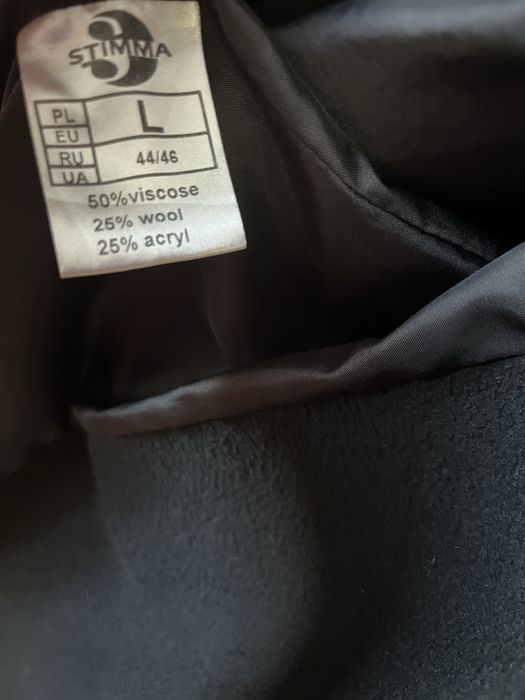 STIMMA
PL
EU
L
RU
UA
44/46
50%viscose
25% wool
25% acryl